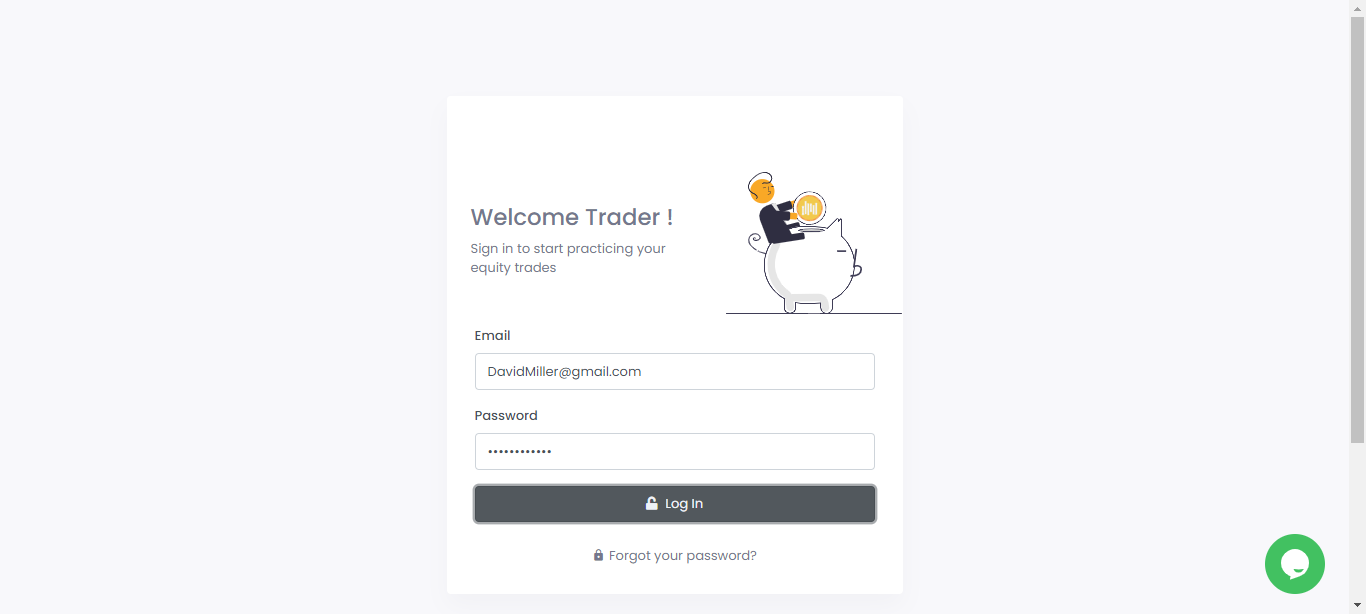 Welcome Trader !
Sign in to start practicing your
equity trades
Email
DavidMiller@gmail.com
Password
••••••••••••
Log In
Forgot your password?